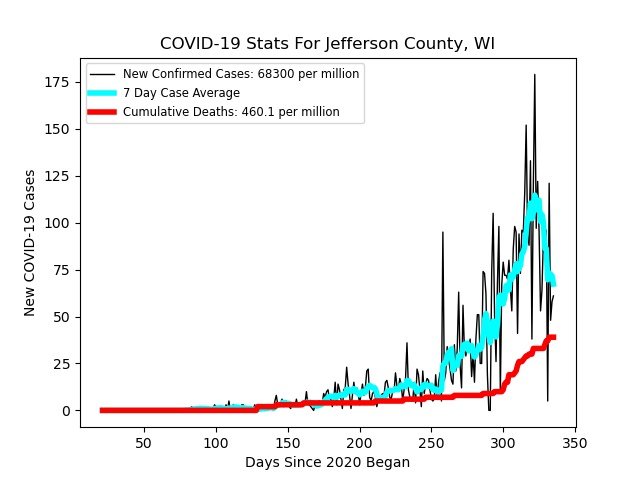 COVID-19 Stats For Jefferson County, WI
New Confirmed Cases: 68300 per million
7 Day Case Average
Cumulative Deaths: 460.1 per million
New COVID-19 Cases
175
150
125
100
75
50
25
0
50 100 150 200 250 300 350
Days Since 2020 Began